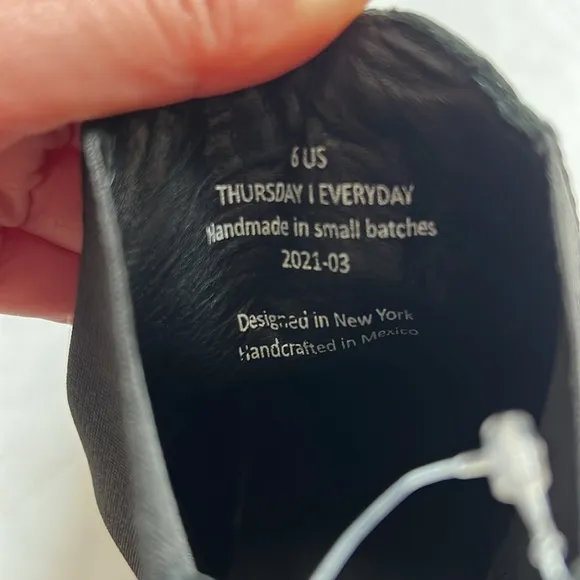 6 US
THURSDAY | EVERYDAY
Handmade in small batches
2021-03
Designed in New York
Handcrafted in Mexico